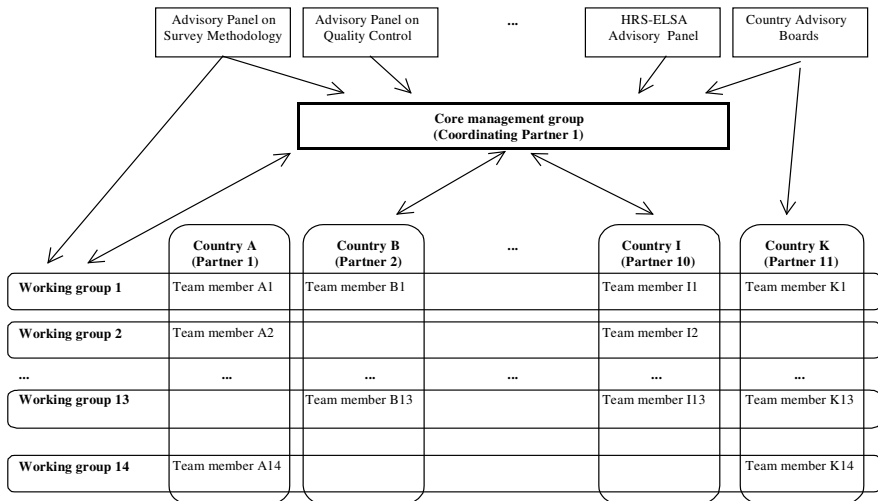 Advisory Panel on
Survey Methodology
Advisory Panel on
Quality Control
...
HRS-ELSA
Advisory Panel
Country Advisory
Boards
Core management group
(Coordinating Partner 1)
Country A
(Partner 1)
Country B
(Partner 2)
...
Country I
(Partner 10)
Country K
(Partner 11)
Working group 1 Team member A1 Team member B1 Team member I1 Team member K1
Working group 2 Team member A2 Team member I2
... ... ... ... ... ...
Working group 13 Team member B13 Team member I13 Team member K13
Working group 14 Team member A14 Team member K14